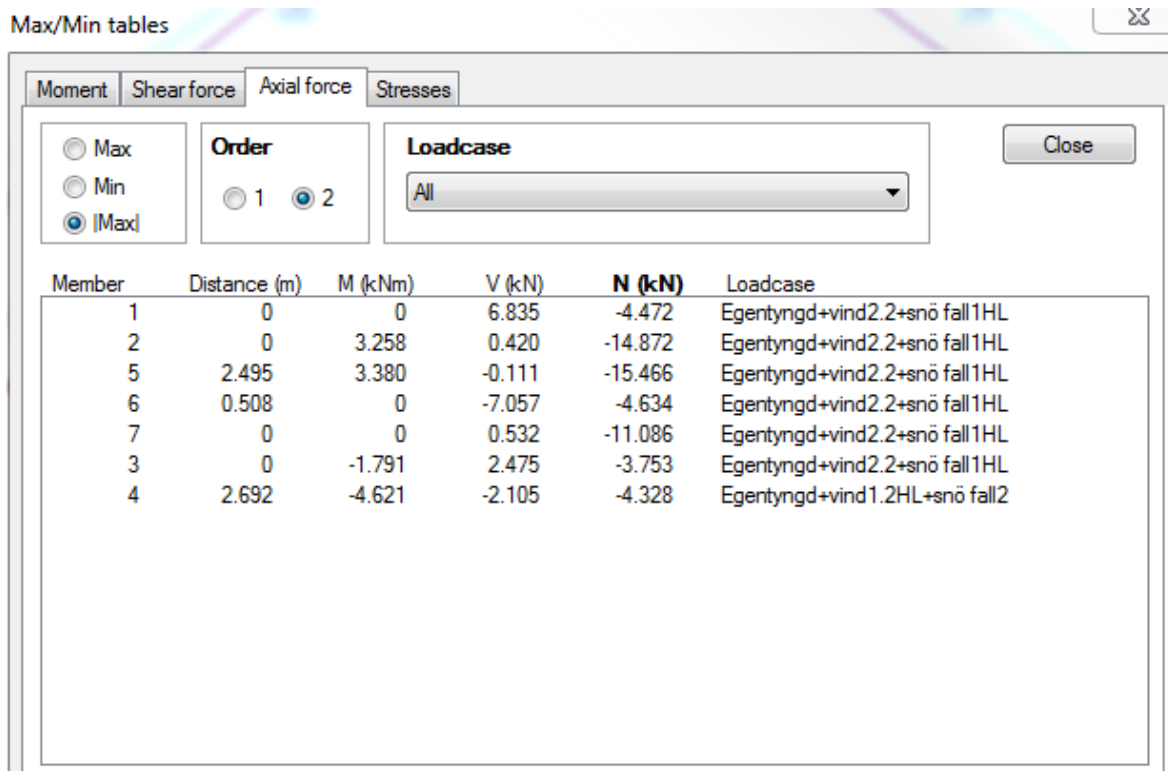 Max/Min tables
Moment Shear force Axial force Stresses
Max Order Loadcase Close
Min 1 2 All
|Max|
Member Distance (m) M (kNm) V (kN) N (kN) Loadcase
1 0 0 6.835 -4.472 Egentyngd+vind2.2+snö fall1HL
2 0 3.258 0.420 -14.872 Egentyngd+vind2.2+snö fall1HL
5 2.495 3.380 -0.111 -15.466 Egentyngd+vind2.2+snö fall1HL
6 0.508 0 -7.057 -4.634 Egentyngd+vind2.2+snö fall1HL
7 0 0 0.532 -11.086 Egentyngd+vind2.2+snö fall1HL
3 0 -1.791 2.475 -3.753 Egentyngd+vind2.2+snö fall1HL
4 2.692 -4.621 -2.105 -4.328 Egentyngd+vind1.2HL+snö fall2